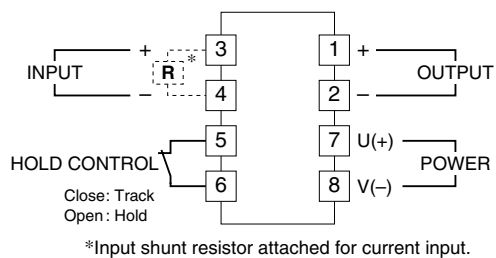 + 3 1 +
INPUT R * OUTPUT
– 4 2 –
5 7 U(+)
HOLD CONTROL POWER
6 8 V(–)
Close: Track
Open: Hold
*Input shunt resistor attached for current input.